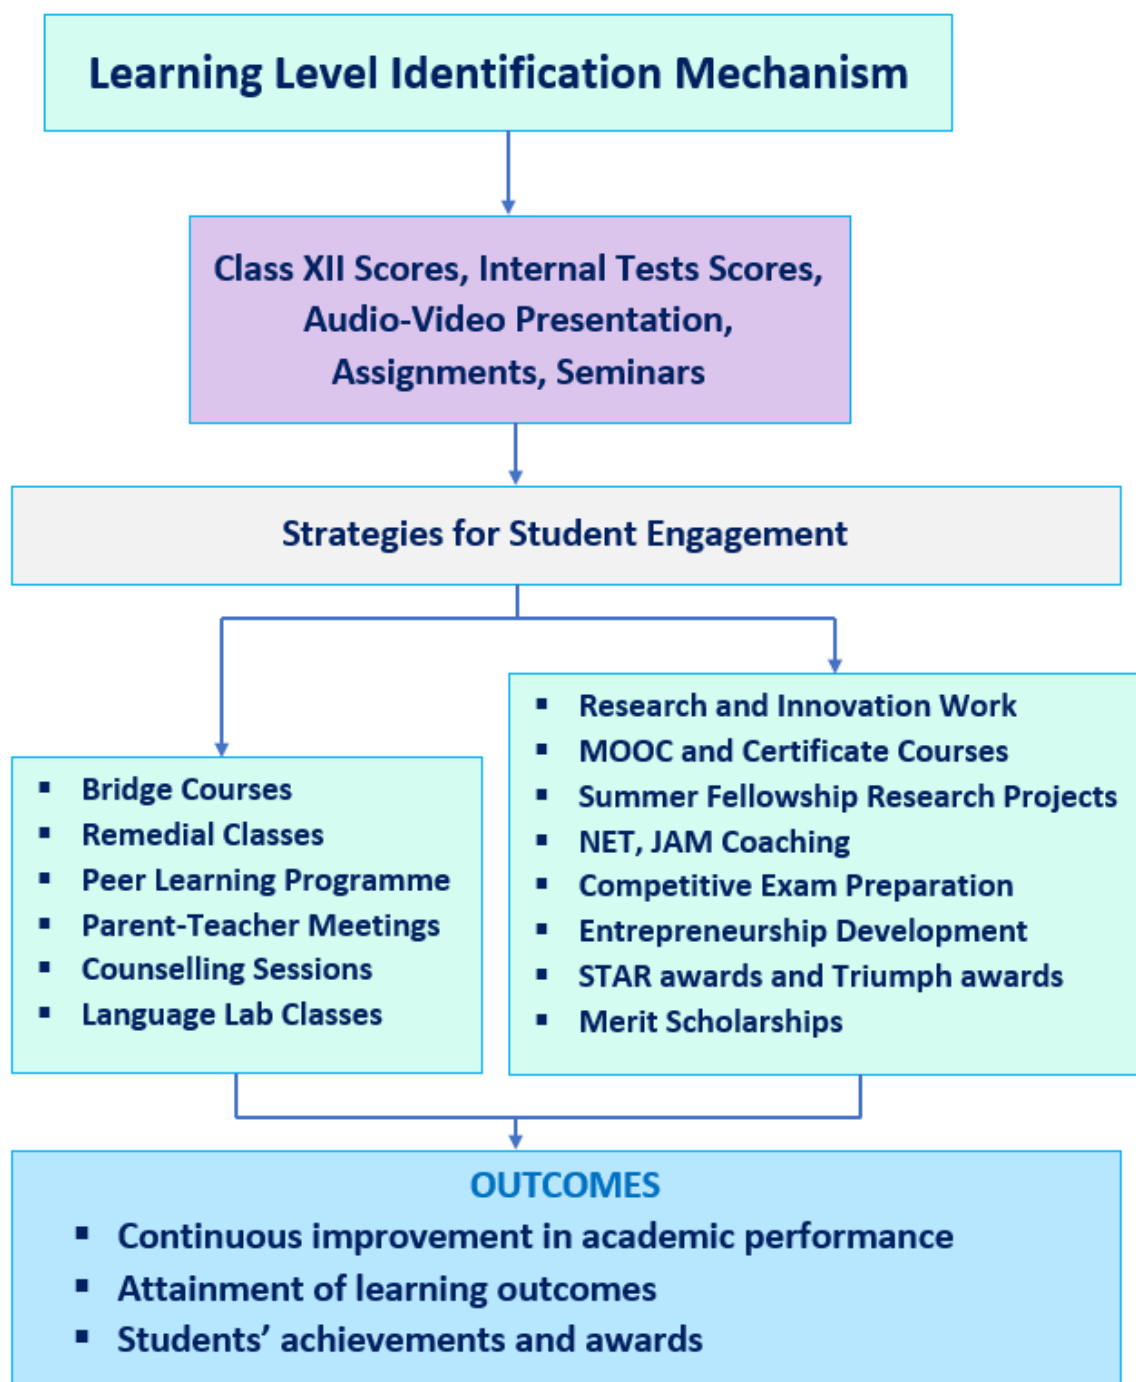 Learning Level Identification Mechanism
Class XII Scores, Internal Tests Scores,
Audio-Video Presentation,
Assignments, Seminars
Strategies for Student Engagement
▪ Bridge Courses
▪ Remedial Classes
▪ Peer Learning Programme
▪ Parent-Teacher Meetings
▪ Counselling Sessions
▪ Language Lab Classes
▪ Research and Innovation Work
▪ MOOC and Certificate Courses
▪ Summer Fellowship Research Projects
▪ NET, JAM Coaching
▪ Competitive Exam Preparation
▪ Entrepreneurship Development
▪ STAR awards and Triumph awards
▪ Merit Scholarships
OUTCOMES
▪ Continuous improvement in academic performance
▪ Attainment of learning outcomes
▪ Students’ achievements and awards